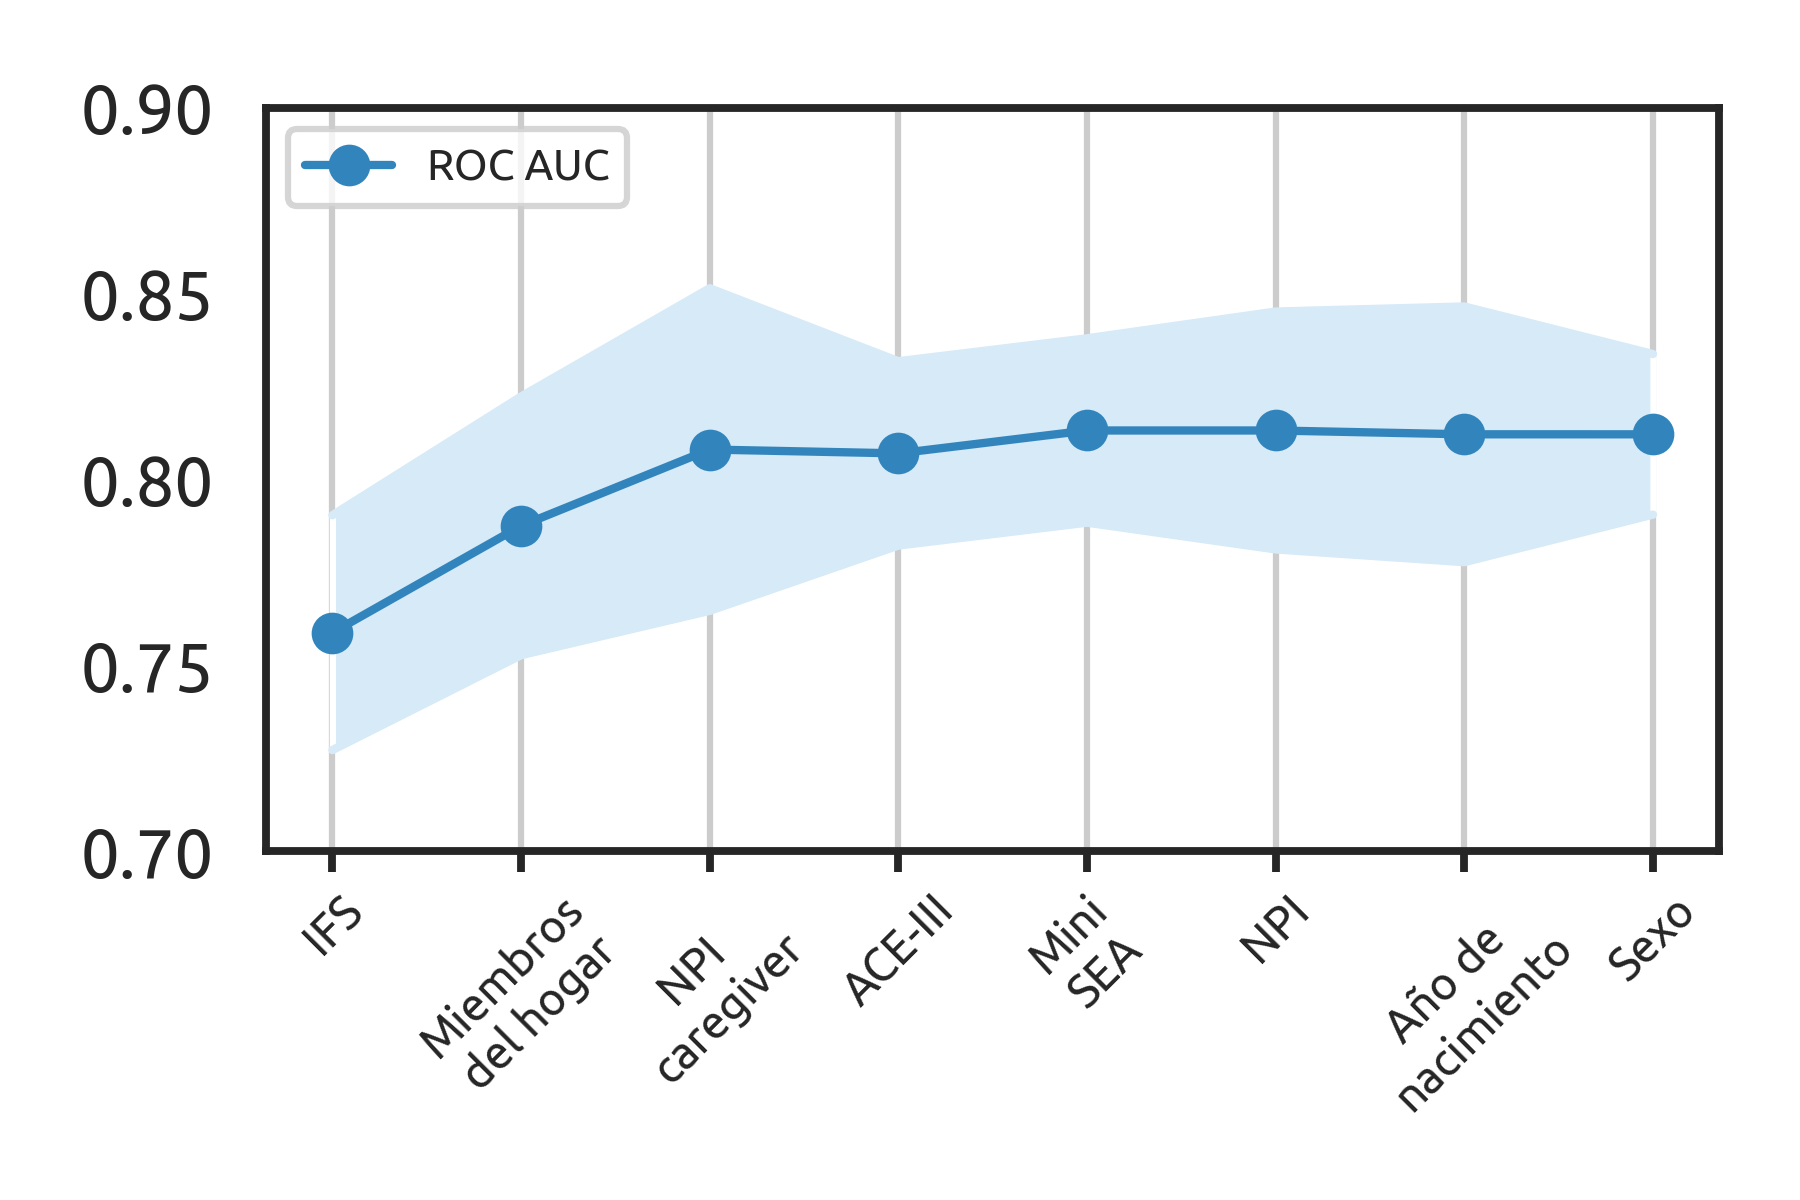 0.90
0.85
0.80
0.75
0.70
ROC AUC
IFS
Miembros
del hogar
NPI
caregiver
ACE-III
Mini
SEA
NPI
Año de
nacimiento
Sexo